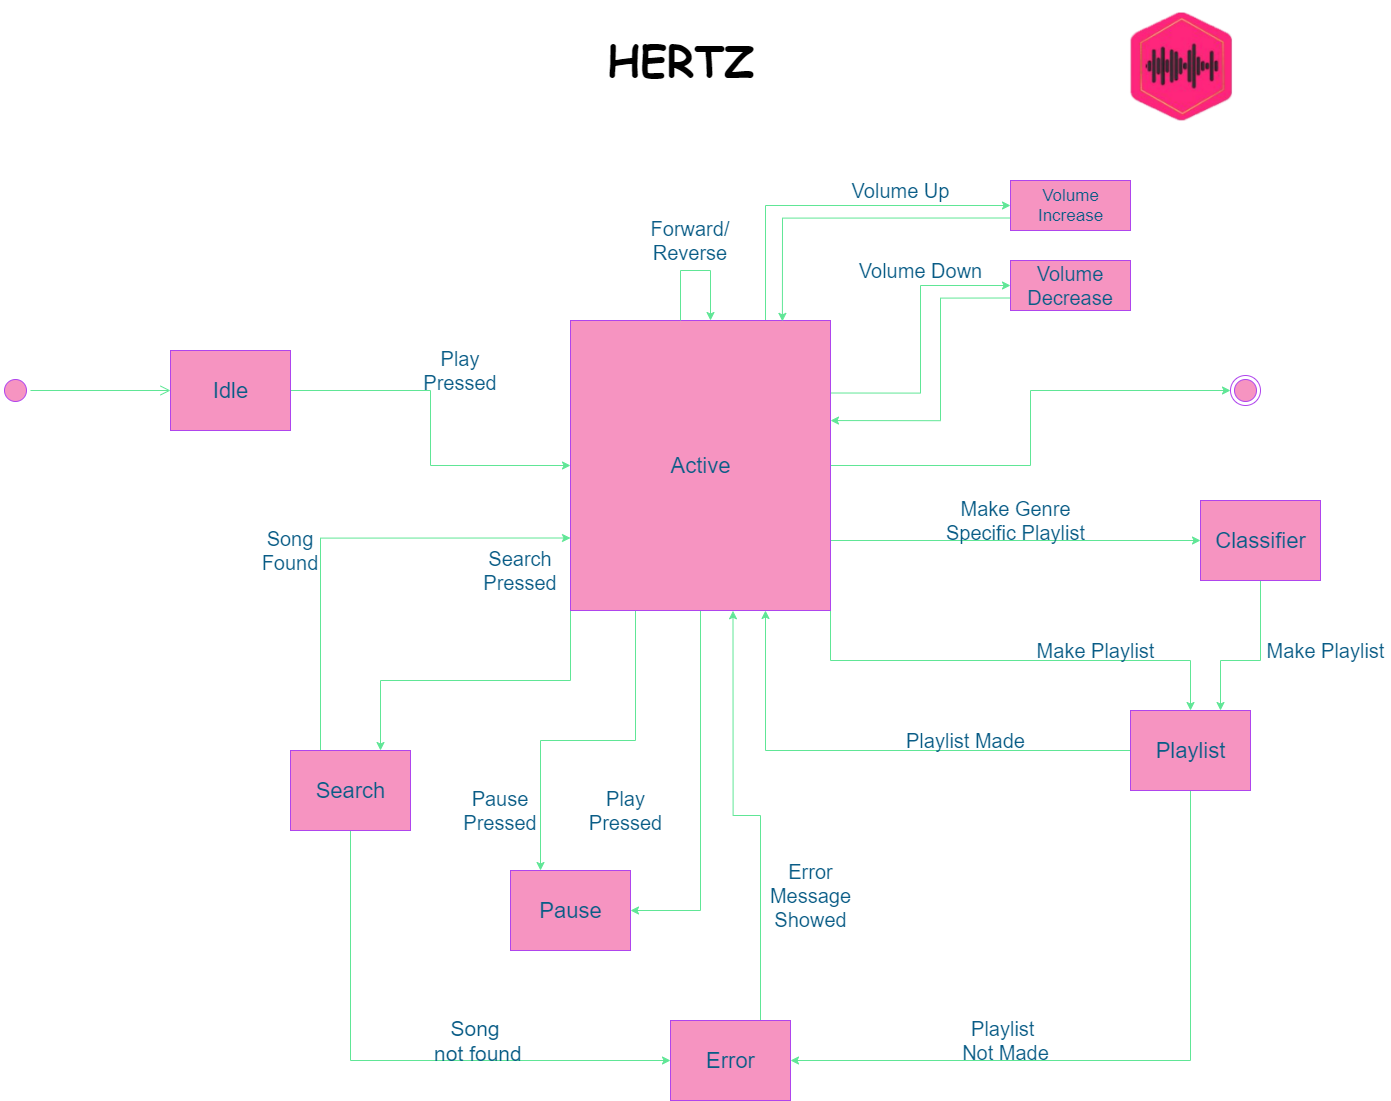 HERTZ
Volume Up
Volume
Increase
Forward/
Reverse
Volume Down
Volume
Decrease
Play
Pressed
Idle
Active
Make Genre
Specific Playlist
Classifier
Song
Found
Search
Pressed
Make Playlist
Make Playlist
Playlist Made
Playlist
Search
Pause
Pressed
Play
Pressed
Pause
Error
Message
Showed
Song
not found
Playlist
Not Made
Error